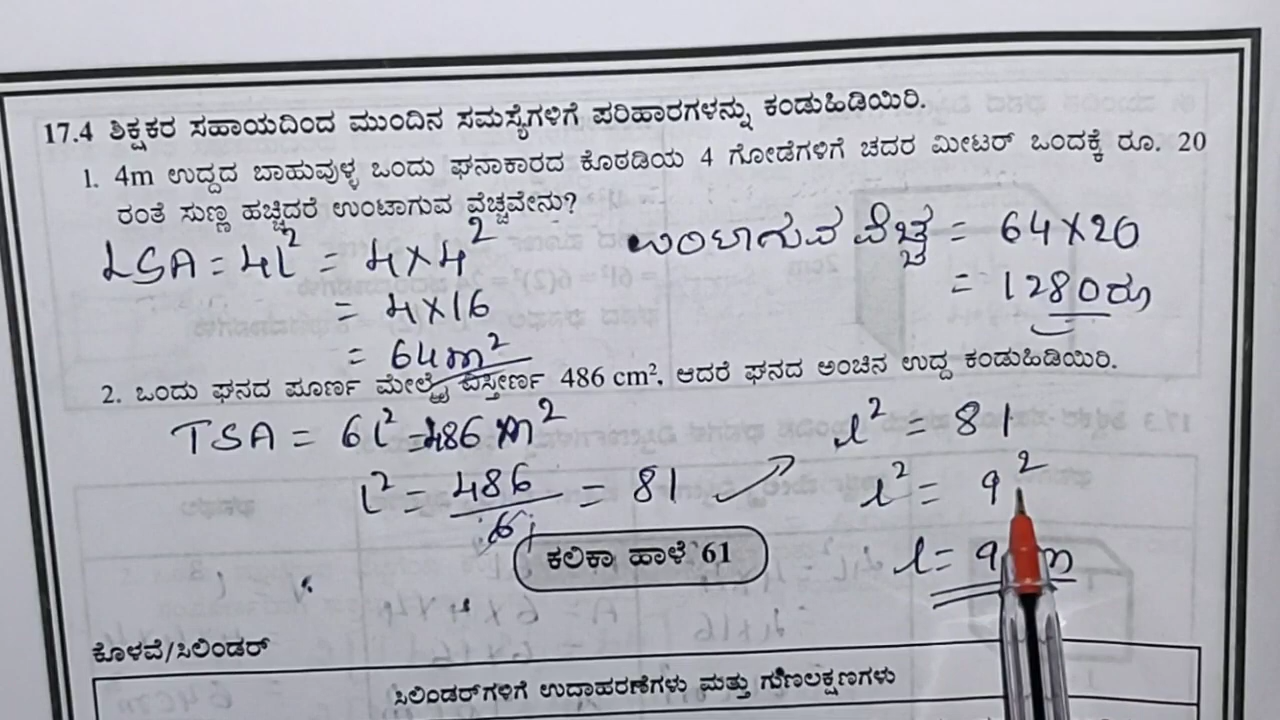 17.4 ಶಿಕ್ಷಕರ ಸಹಾಯದಿಂದ ಮುಂದಿನ ಸಮಸ್ಯೆಗಳಿಗೆ ಪರಿಹಾರಗಳನ್ನು ಕಂಡುಹಿಡಿಯಿರಿ.
1. 4m ಉದ್ದದ ಬಾಹುವುಳ್ಳ ಒಂದು ಘನಾಕಾರದ ಕೊಠಡಿಯ 4 ಗೋಡೆಗಳಿಗೆ ಚದರ ಮೀಟರ್ ಒಂದಕ್ಕೆ ರೂ. 20
ರಂತೆ ಸುಣ್ಣ ಹಚ್ಚಿದರೆ ಉಂಟಾಗುವ ವೆಚ್ಚವೇನು?
LSA = 4l² = 4×4²
= 4×16
= 64m²
ಉಂಟಾಗುವ ವೆಚ್ಚ = 64×20
= 1280ರೂ
2. ಒಂದು ಘನದ ಪೂರ್ಣ ಮೇಲ್ಮೈ ವಿಸ್ತೀರ್ಣ 486 cm², ಆದರೆ ಘನದ ಅಂಚಿನ ಉದ್ದ ಕಂಡುಹಿಡಿಯಿರಿ.
TSA = 6l² = 486 m²
l² = 486/6 = 81
l² = 81
l² = 9²
l = 9 m
ಕಲಿಕಾ ಹಾಳೆ 61
ಕೊಳವೆ/ಸಿಲಿಂಡರ್
ಸಿಲಿಂಡರ್‌ಗಳಿಗೆ ಉದಾಹರಣೆಗಳು ಮತ್ತು ಗುಣಲಕ್ಷಣಗಳು